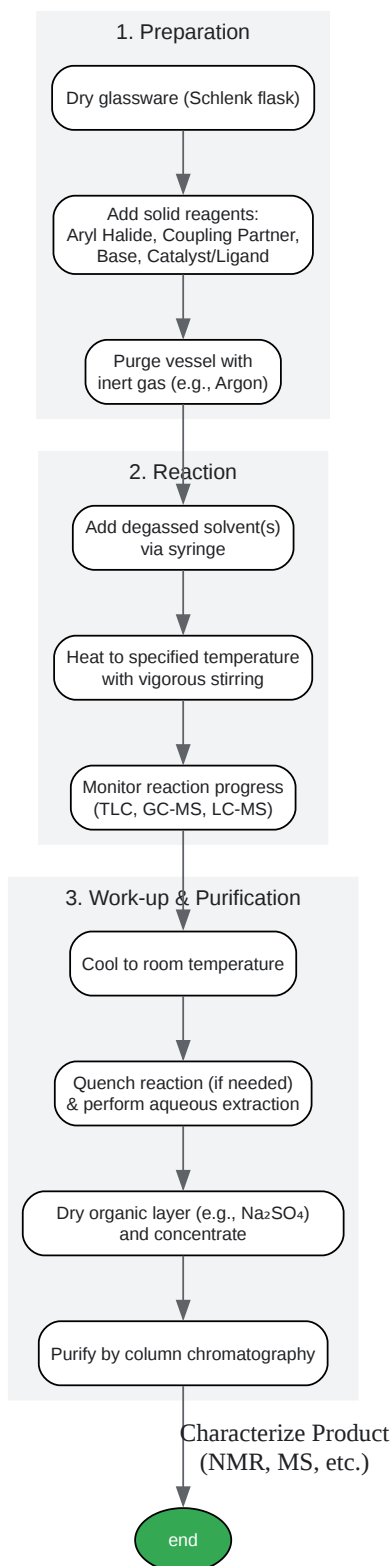 1. Preparation
Dry glassware (Schlenk flask)
Add solid reagents:
Aryl Halide, Coupling Partner,
Base, Catalyst/Ligand
Purge vessel with
inert gas (e.g., Argon)
2. Reaction
Add degassed solvent(s)
via syringe
Heat to specified temperature
with vigorous stirring
Monitor reaction progress
(TLC, GC-MS, LC-MS)
3. Work-up & Purification
Cool to room temperature
Quench reaction (if needed)
& perform aqueous extraction
Dry organic layer (e.g., Na₂SO₄)
and concentrate
Purify by column chromatography
Characterize Product
(NMR, MS, etc.)
end